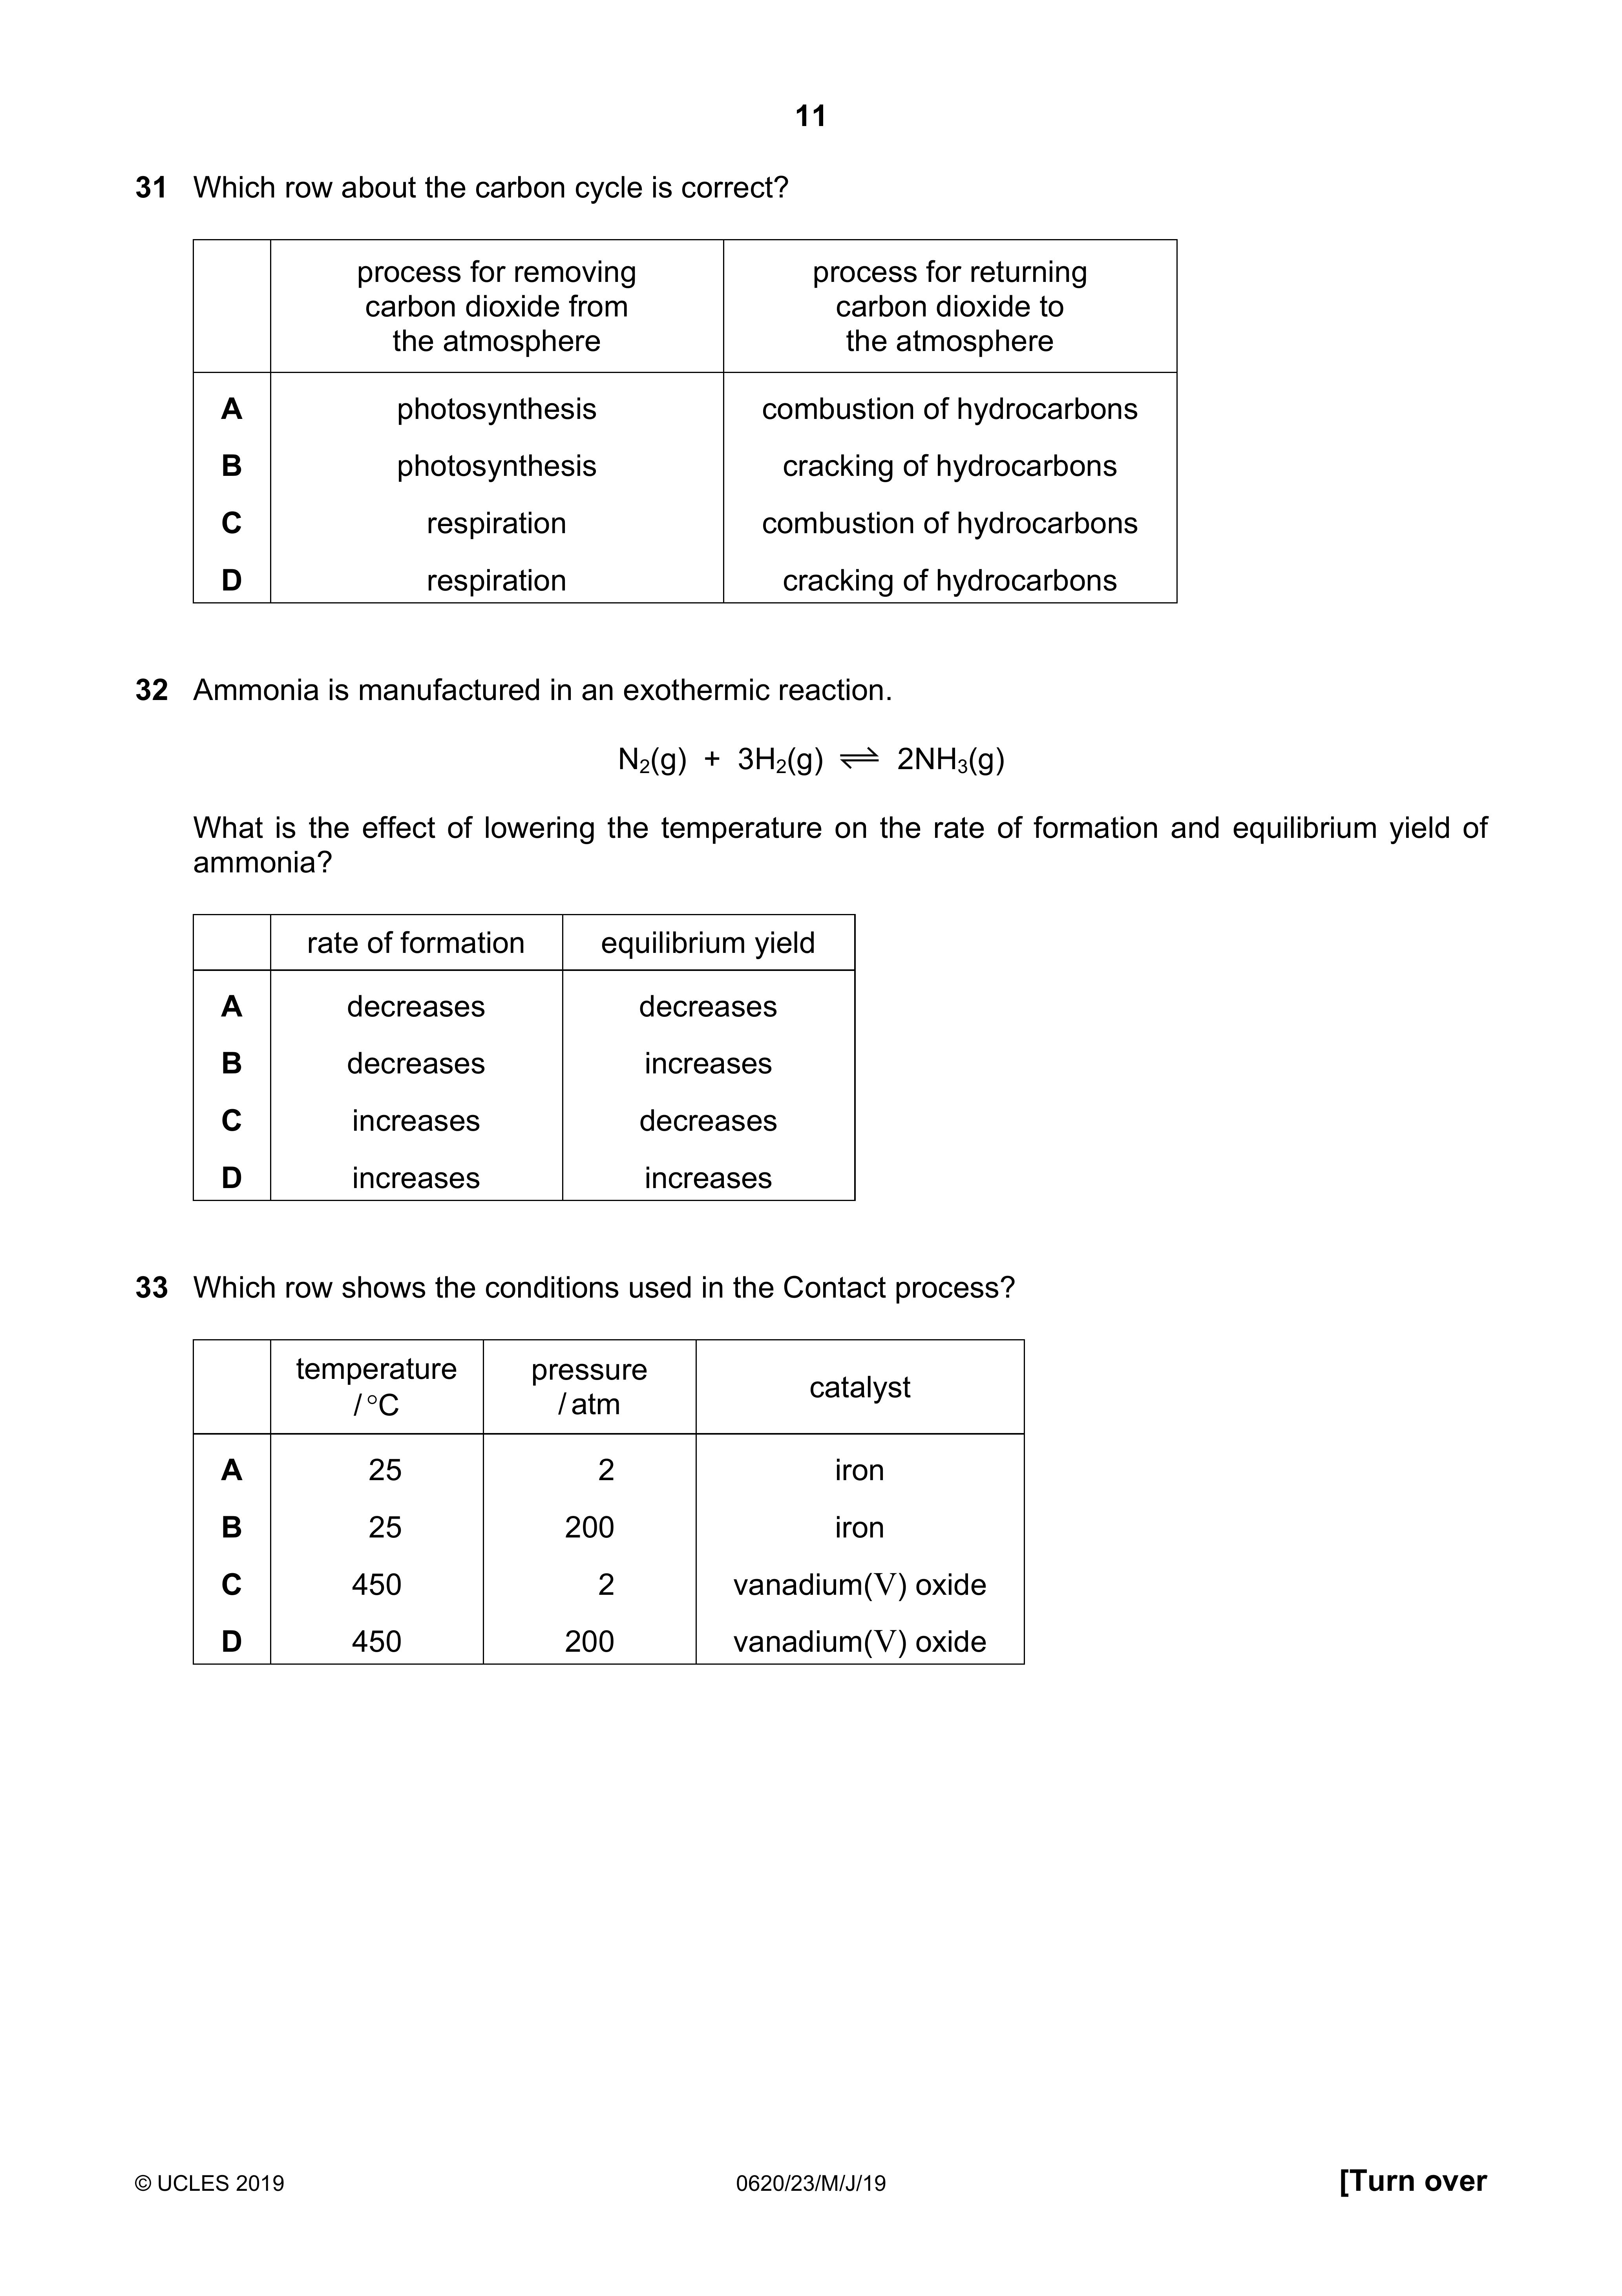 11
31 Which row about the carbon cycle is correct?
process for removing carbon dioxide from the atmosphere process for returning carbon dioxide to the atmosphere
A photosynthesis combustion of hydrocarbons
B photosynthesis cracking of hydrocarbons
C respiration combustion of hydrocarbons
D respiration cracking of hydrocarbons
32 Ammonia is manufactured in an exothermic reaction.
N₂(g) + 3H₂(g) ⇌ 2NH₃(g)
What is the effect of lowering the temperature on the rate of formation and equilibrium yield of
ammonia?
rate of formation equilibrium yield
A decreases decreases
B decreases increases
C increases decreases
D increases increases
33 Which row shows the conditions used in the Contact process?
temperature /°C pressure /atm catalyst
A 25 2 iron
B 25 200 iron
C 450 2 vanadium(V) oxide
D 450 200 vanadium(V) oxide
© UCLES 2019 0620/23/M/J/19 [Turn over